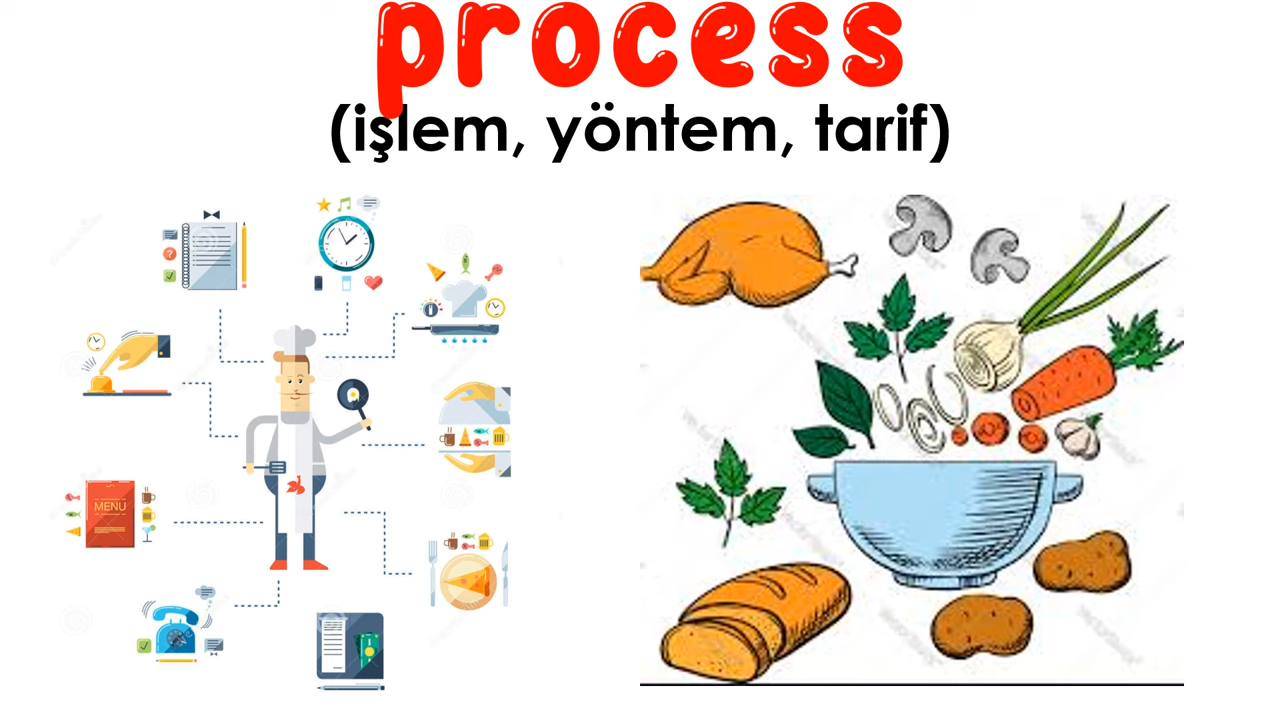 process
(işlem, yöntem, tarif)
MENU